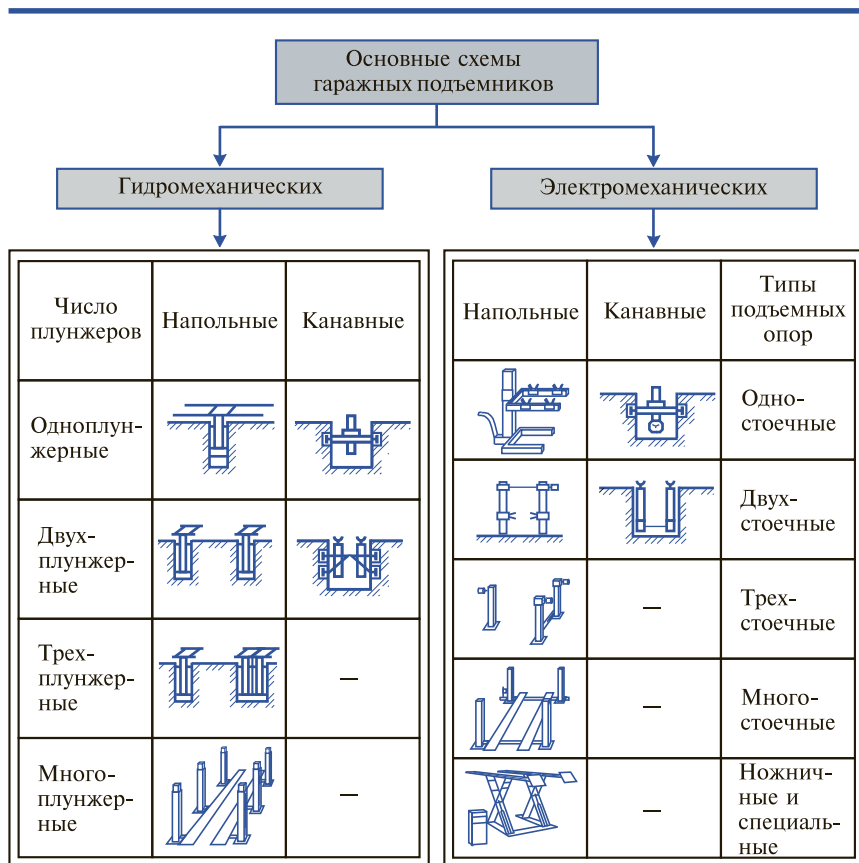 Основные схемы
гаражных подъемников
Гидромеханических
Электромеханических
Число
плунжеров
Напольные
Канавные
Одноплун-
жерные
Двух-
плунжер-
ные
Трех-
плунжер-
ные
—
Много-
плунжер-
ные
—
Напольные
Канавные
Типы
подъемных
опор
Одно-
стоечные
Двух-
стоечные
—
Трех-
стоечные
—
Много-
стоечные
—
Ножнич-
ные и
специаль-
ные